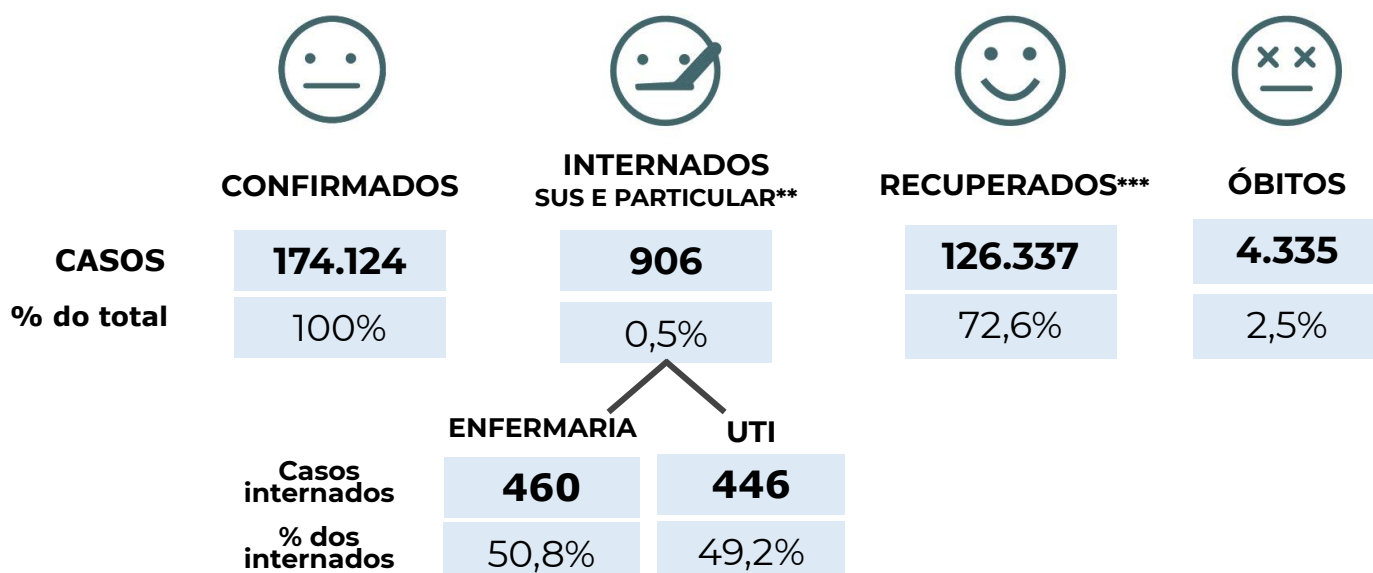 CONFIRMADOS
INTERNADOS
SUS E PARTICULAR**
RECUPERADOS***
ÓBITOS
CASOS
174.124
906
126.337
4.335
% do total
100%
0,5%
72,6%
2,5%
ENFERMARIA
UTI
Casos
internados
460
446
% dos
internados
50,8%
49,2%